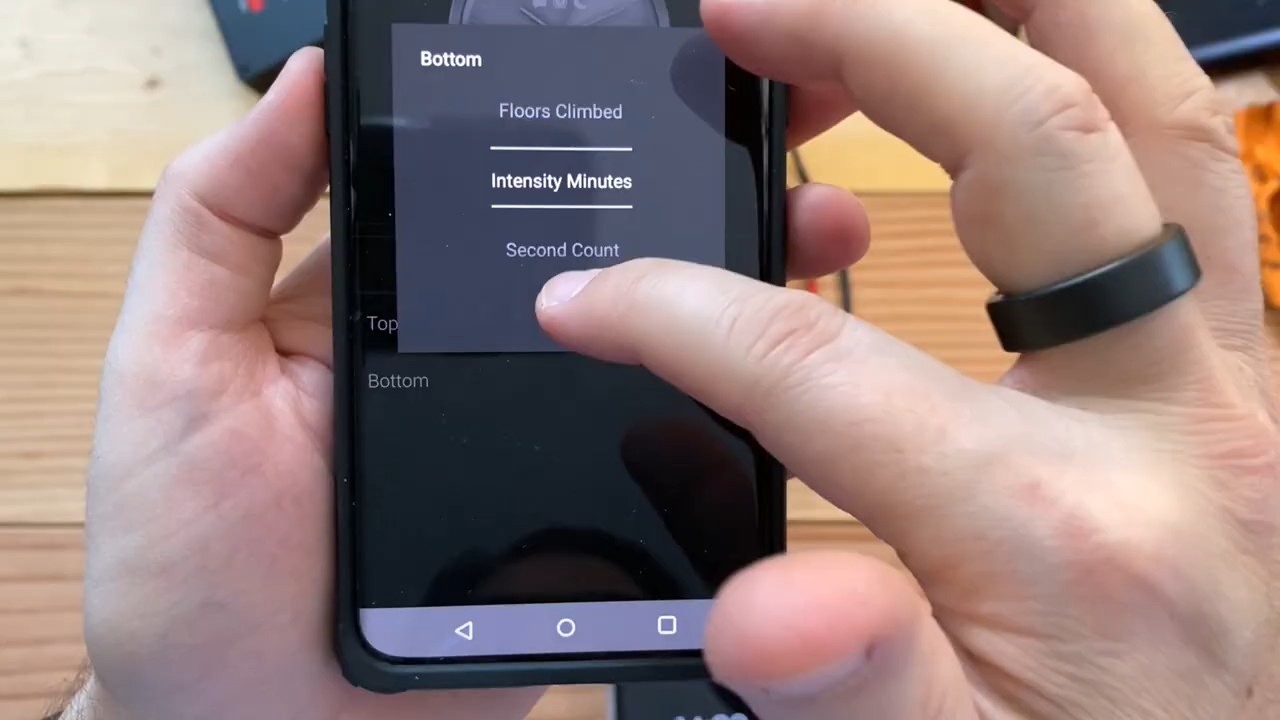 Bottom
Floors Climbed
Intensity Minutes
Second Count
Top
Bottom